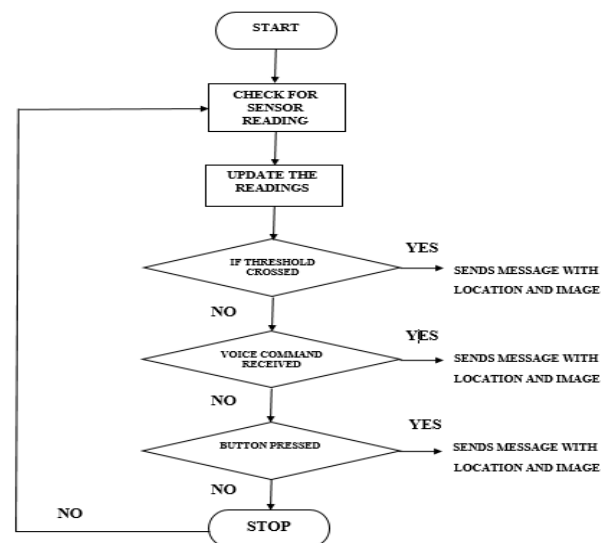 START
CHECK FOR
SENSOR
READING
UPDATE THE
READINGS
IF THRESHOLD
CROSSED
YES
SENDS MESSAGE WITH
LOCATION AND IMAGE
NO
VOICE COMMAND
RECEIVED
YES
SENDS MESSAGE WITH
LOCATION AND IMAGE
NO
BUTTON PRESSED
YES
SENDS MESSAGE WITH
LOCATION AND IMAGE
NO
NO
STOP